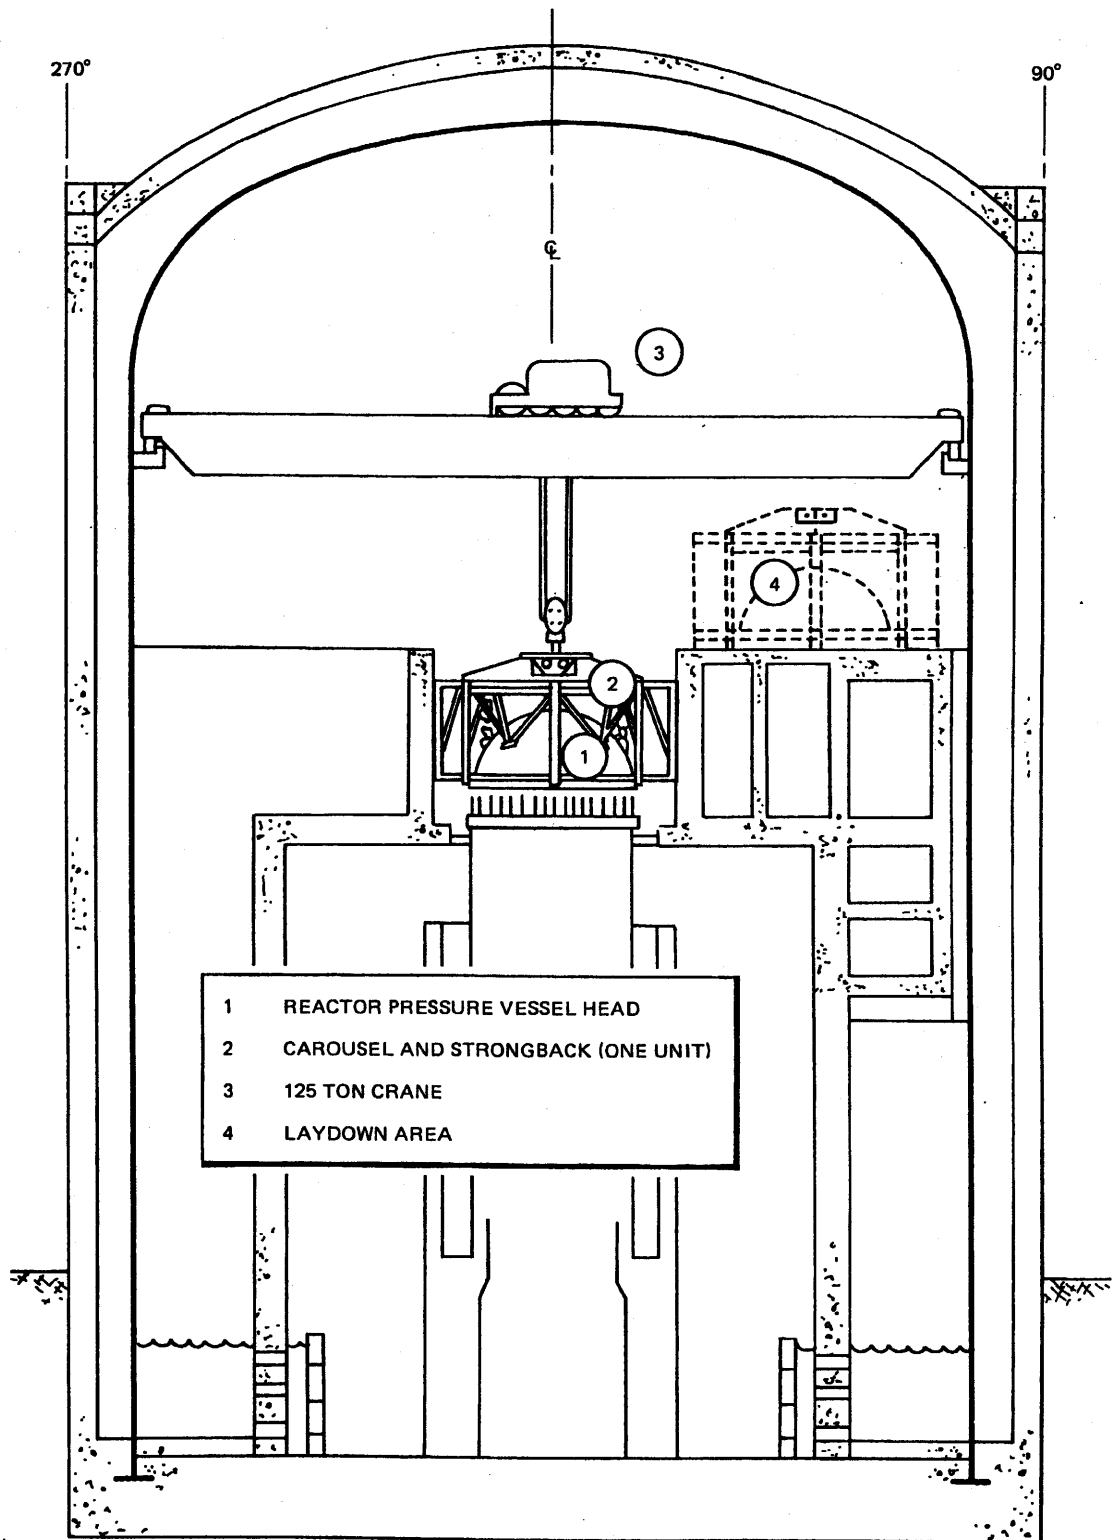 270°
90°
℄
3
4
2
1
1 REACTOR PRESSURE VESSEL HEAD
2 CAROUSEL AND STRONGBACK (ONE UNIT)
3 125 TON CRANE
4 LAYDOWN AREA